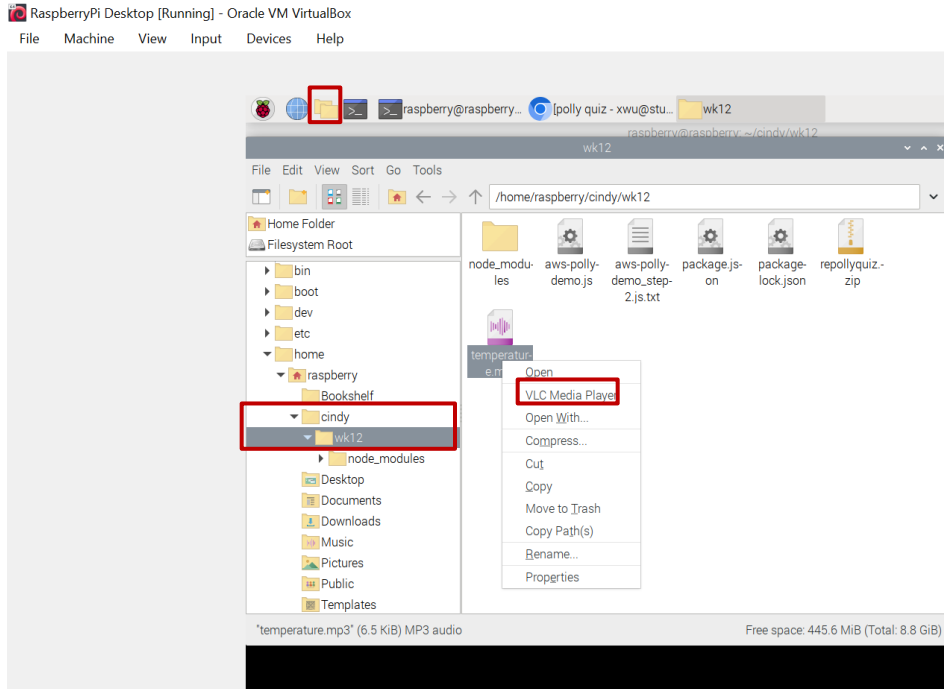 RaspberryPi Desktop [Running] - Oracle VM VirtualBox
File Machine View Input Devices Help
raspberry@raspberry... [polly quiz - xwu@stu... wk12
raspberry@raspberry: ~/cindy/wk12
wk12
File Edit View Sort Go Tools
/home/raspberry/cindy/wk12
Home Folder
Filesystem Root
bin
boot
dev
etc
home
raspberry
Bookshelf
cindy
wk12
node_modules
Desktop
Documents
Downloads
Music
Pictures
Public
Templates
node_modu-
les
aws-polly-
demo.js
aws-polly-
demo_step-
2.js.txt
package.js-
on
package-
lock.json
repollyquiz.-
zip
temperatur-
e.m
Open
VLC Media Player
Open With...
Compress...
Cut
Copy
Move to Trash
Copy Path(s)
Rename...
Properties
"temperature.mp3" (6.5 KiB) MP3 audio Free space: 445.6 MiB (Total: 8.8 GiB)